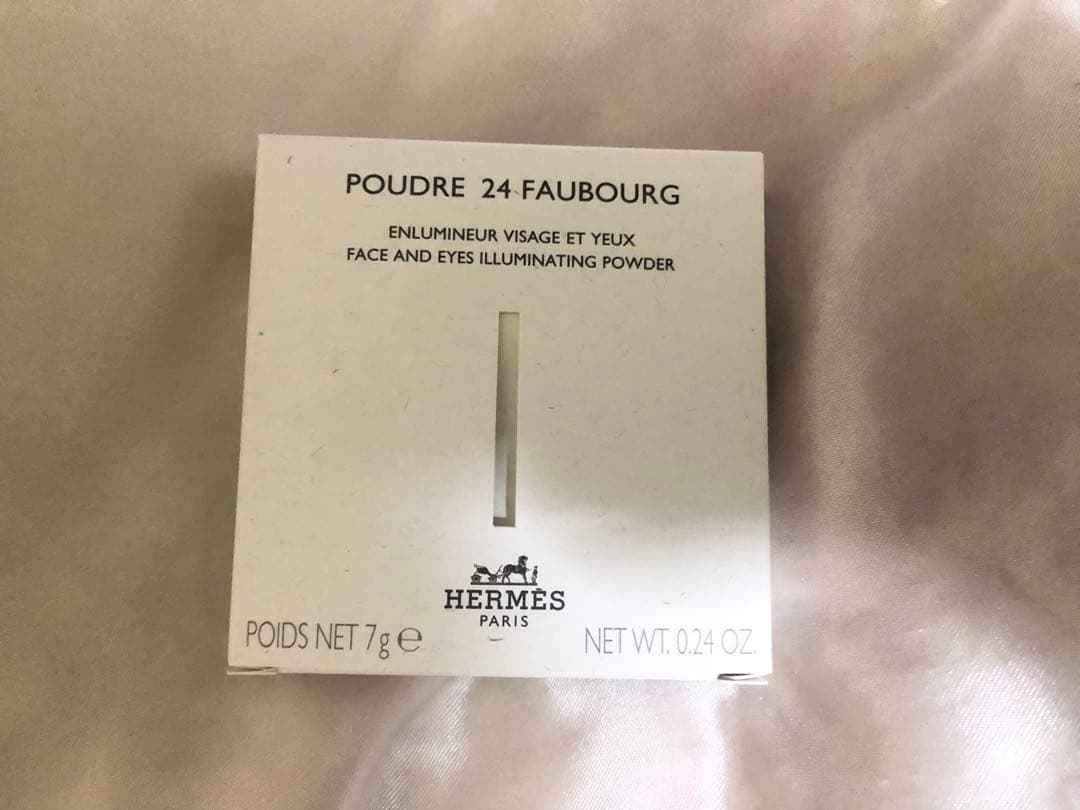 POUDRE 24 FAUBOURG
ENLUMINEUR VISAGE ET YEUX
FACE AND EYES ILLUMINATING POWDER
HERMÈS
PARIS
POIDS NET 7g ℮
NET WT. 0.24 OZ.